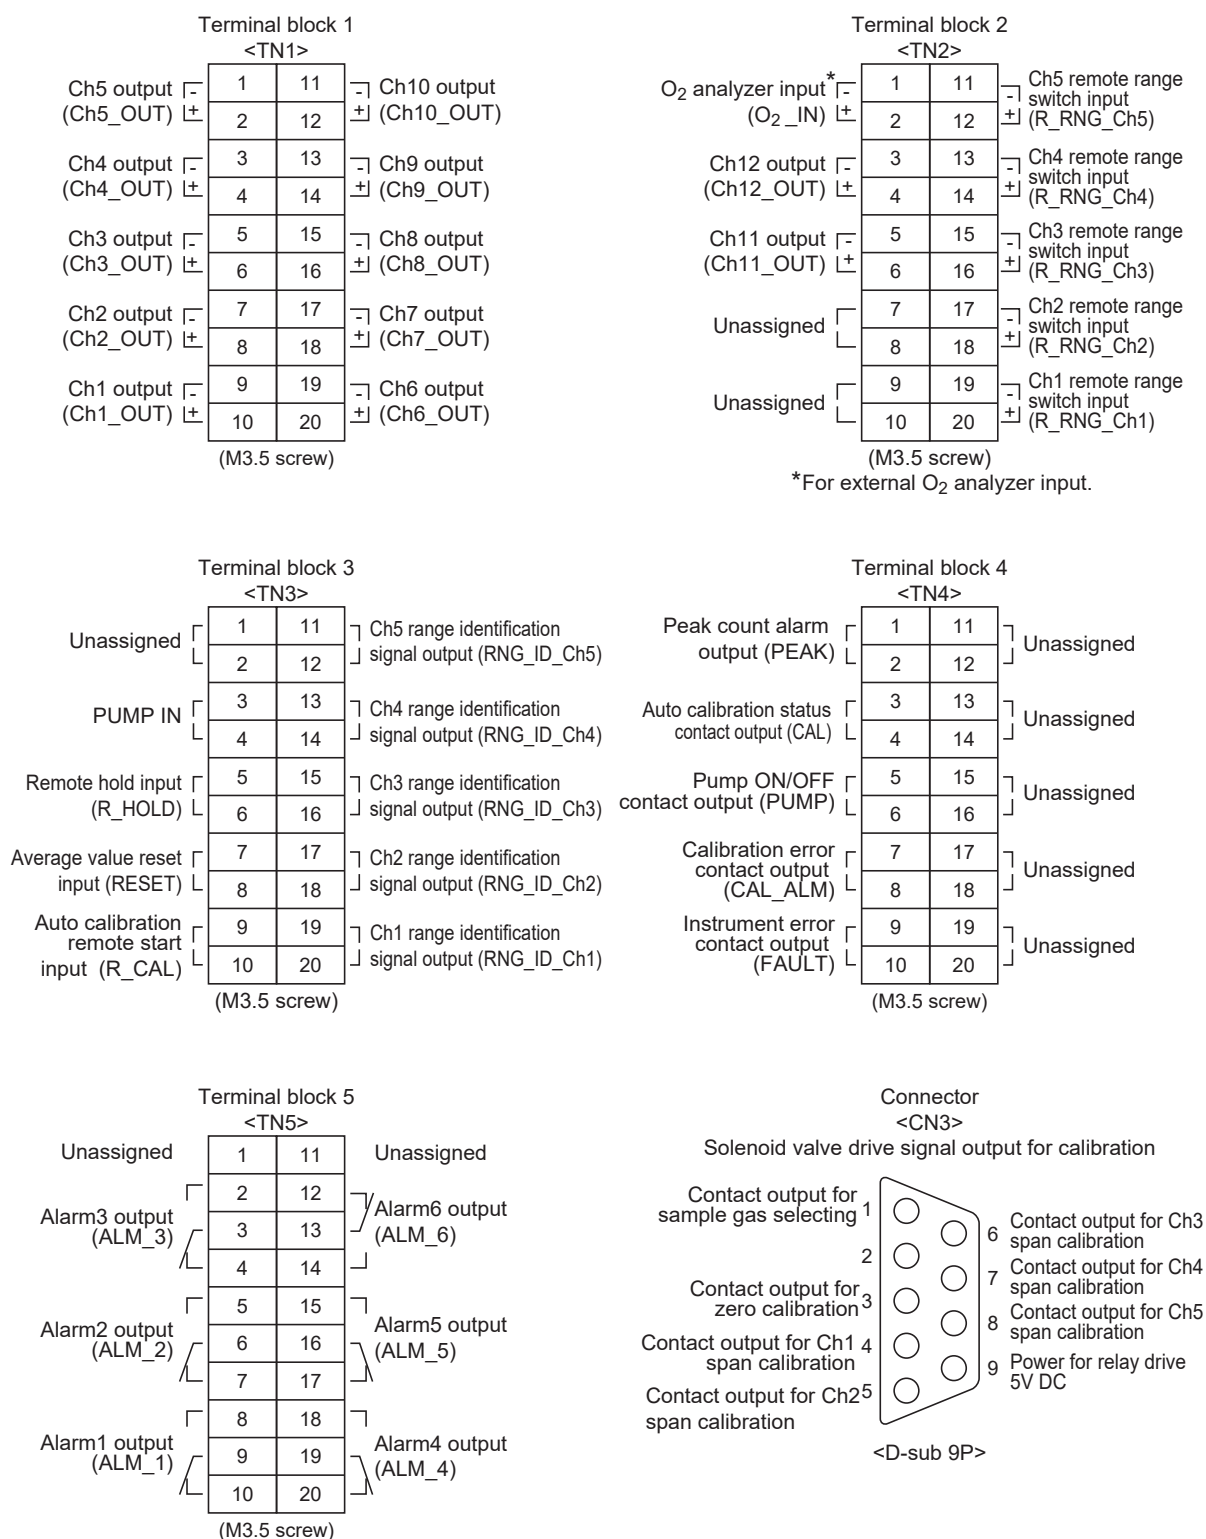 Terminal block 1
<TN1>
Ch5 output - 1 11 - Ch10 output
(Ch5_OUT) + 2 12 + (Ch10_OUT)
Ch4 output - 3 13 - Ch9 output
(Ch4_OUT) + 4 14 + (Ch9_OUT)
Ch3 output - 5 15 - Ch8 output
(Ch3_OUT) + 6 16 + (Ch8_OUT)
Ch2 output - 7 17 - Ch7 output
(Ch2_OUT) + 8 18 + (Ch7_OUT)
Ch1 output - 9 19 - Ch6 output
(Ch1_OUT) + 10 20 + (Ch6_OUT)
(M3.5 screw)
Terminal block 2
<TN2>
O2 analyzer input* - 1 11 - Ch5 remote range
switch input
(O2 _IN) + 2 12 + (R_RNG_Ch5)
Ch12 output - 3 13 - Ch4 remote range
switch input
(Ch12_OUT) + 4 14 + (R_RNG_Ch4)
Ch11 output - 5 15 - Ch3 remote range
switch input
(Ch11_OUT) + 6 16 + (R_RNG_Ch3)
Unassigned 7 17 - Ch2 remote range
switch input
8 18 + (R_RNG_Ch2)
Unassigned 9 19 - Ch1 remote range
switch input
10 20 + (R_RNG_Ch1)
(M3.5 screw)
*For external O2 analyzer input.
Terminal block 3
<TN3>
Unassigned 1 11 Ch5 range identification
2 12 signal output (RNG_ID_Ch5)
PUMP IN 3 13 Ch4 range identification
4 14 signal output (RNG_ID_Ch4)
Remote hold input 5 15 Ch3 range identification
(R_HOLD) 6 16 signal output (RNG_ID_Ch3)
Average value reset 7 17 Ch2 range identification
input (RESET) 8 18 signal output (RNG_ID_Ch2)
Auto calibration 9 19 Ch1 range identification
remote start
input (R_CAL) 10 20 signal output (RNG_ID_Ch1)
(M3.5 screw)
Terminal block 4
<TN4>
Peak count alarm 1 11 Unassigned
output (PEAK) 2 12
Auto calibration status 3 13 Unassigned
contact output (CAL) 4 14
Pump ON/OFF 5 15 Unassigned
contact output (PUMP) 6 16
Calibration error 7 17 Unassigned
contact output
(CAL_ALM) 8 18
Instrument error 9 19 Unassigned
contact output
(FAULT) 10 20
(M3.5 screw)
Terminal block 5
<TN5>
Unassigned 1 11 Unassigned
2 12
Alarm3 output 3 13 Alarm6 output
(ALM_3) (ALM_6)
4 14
5 15
Alarm2 output 6 16 Alarm5 output
(ALM_2) (ALM_5)
7 17
8 18
Alarm1 output 9 19 Alarm4 output
(ALM_1) (ALM_4)
10 20
(M3.5 screw)
Connector
<CN3>
Solenoid valve drive signal output for calibration
Contact output for
sample gas selecting 1
2
Contact output for
zero calibration 3
Contact output for Ch1 4
span calibration
Contact output for Ch2 5
span calibration
6 Contact output for Ch3
span calibration
7 Contact output for Ch4
span calibration
8 Contact output for Ch5
span calibration
9 Power for relay drive
5V DC
<D-sub 9P>